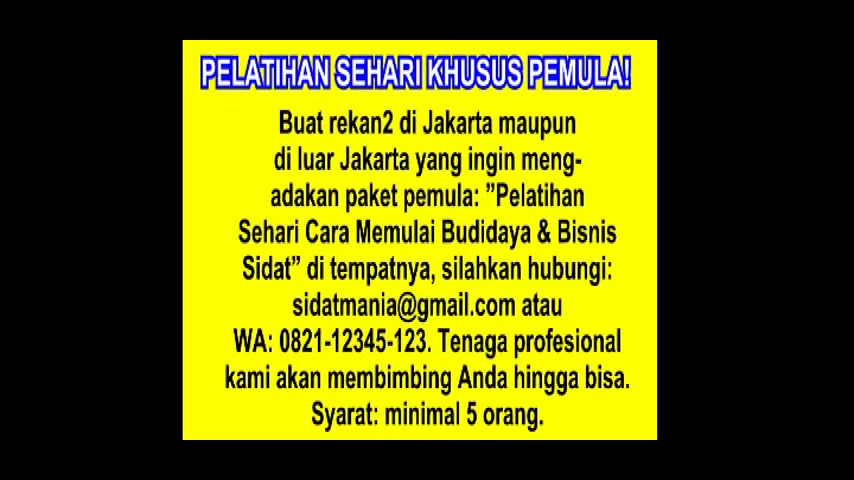 PELATIHAN SEHARI KHUSUS PEMULA!
Buat rekan2 di Jakarta maupun
di luar Jakarta yang ingin meng-
adakan paket pemula: ”Pelatihan
Sehari Cara Memulai Budidaya & Bisnis
Sidat” di tempatnya, silahkan hubungi:
sidatmania@gmail.com atau
WA: 0821-12345-123. Tenaga profesional
kami akan membimbing Anda hingga bisa.
Syarat: minimal 5 orang.